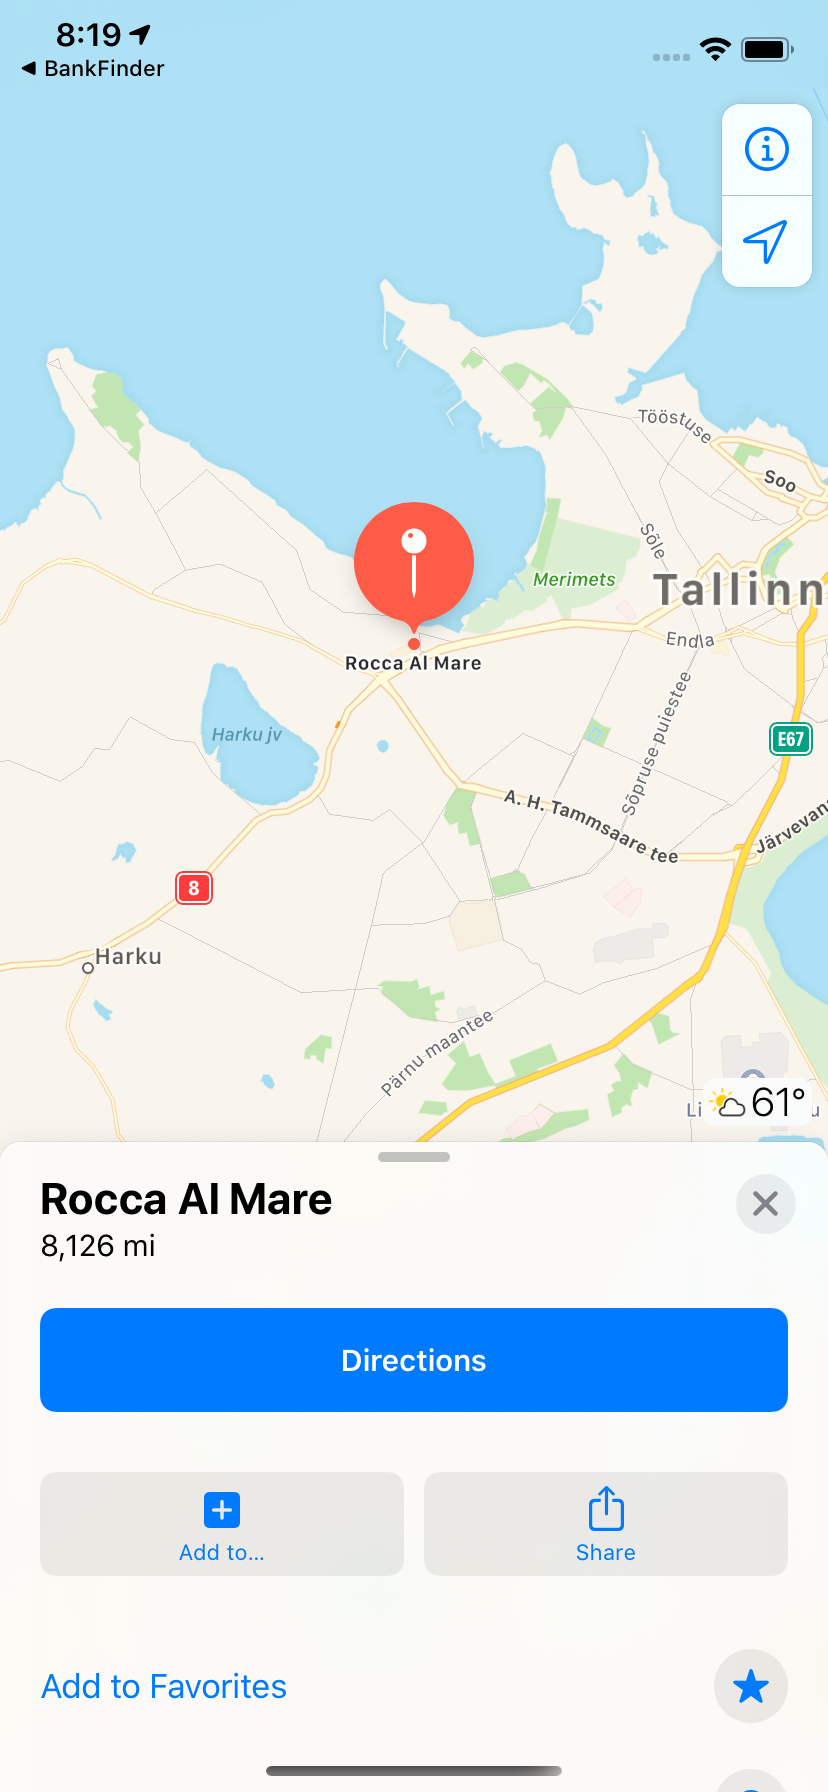 8:19
BankFinder
Tööstuse
Soo
Sõle
Merimets
Tallinn
Endla
Rocca Al Mare
Sõpruse puiestee
Harku jv
E67
A. H. Tammsaare tee
Järvevan
8
Harku
Pärnu maantee
61°
Rocca Al Mare
8,126 mi
Directions
Add to...
Share
Add to Favorites